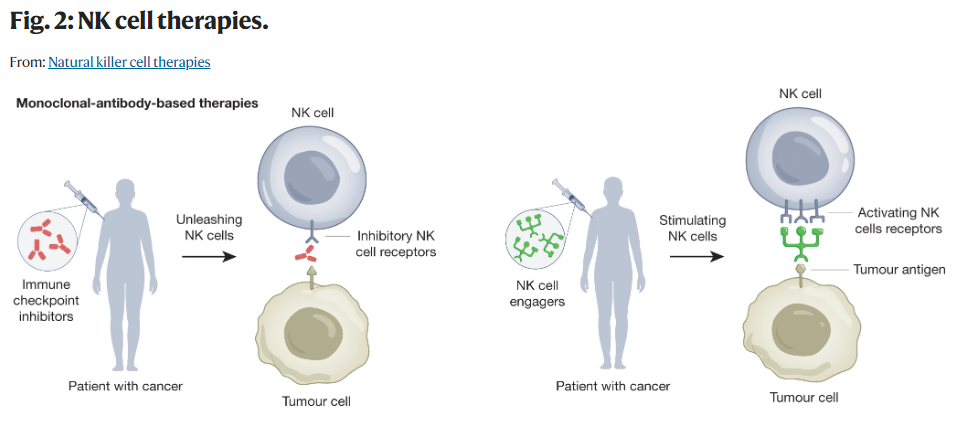 Fig. 2: NK cell therapies.
From: Natural killer cell therapies
Monoclonal-antibody-based therapies
NK cell
Unleashing
NK cells
Inhibitory NK
cell receptors
Immune
checkpoint
inhibitors
Patient with cancer
Tumour cell
NK cell
Stimulating
NK cells
Activating NK
cells receptors
Tumour antigen
NK cell
engagers
Patient with cancer
Tumour cell